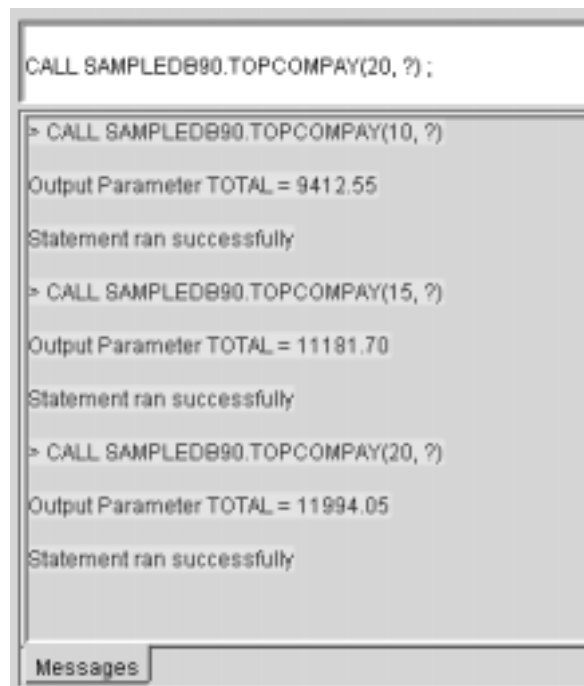 CALL SAMPLEDB90.TOPCOMPAY(20, ?) ;
> CALL SAMPLEDB90.TOPCOMPAY(10, ?)
Output Parameter TOTAL = 9412.55
Statement ran successfully
> CALL SAMPLEDB90.TOPCOMPAY(15, ?)
Output Parameter TOTAL = 11181.70
Statement ran successfully
> CALL SAMPLEDB90.TOPCOMPAY(20, ?)
Output Parameter TOTAL = 11994.05
Statement ran successfully
Messages